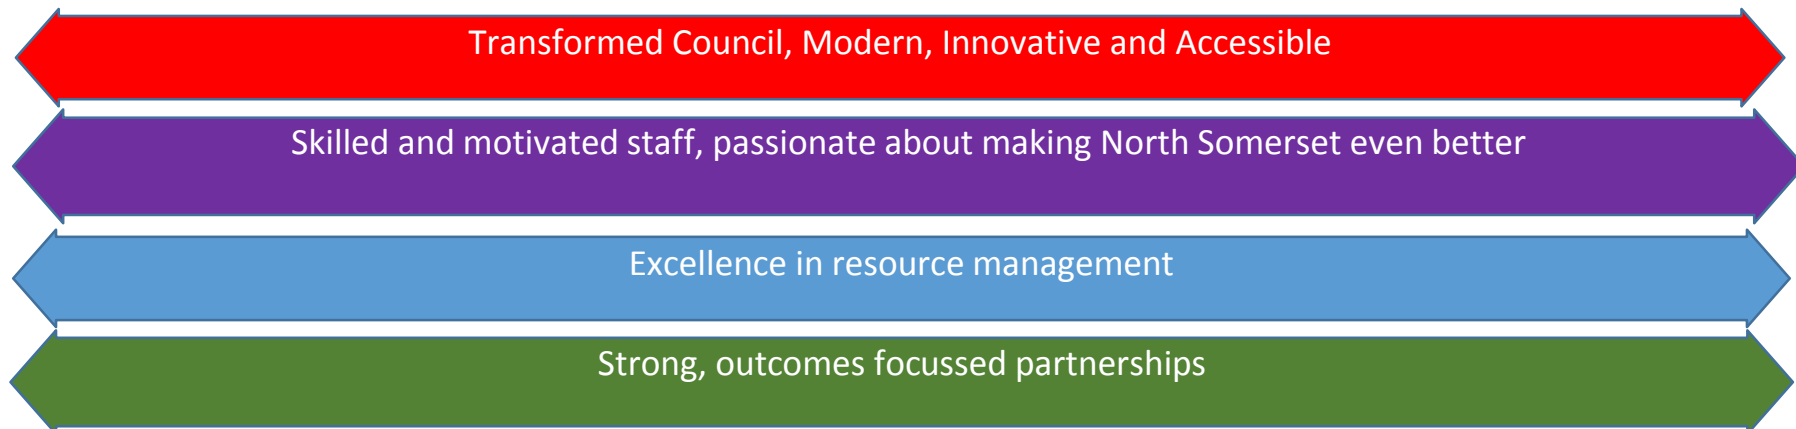 Transformed Council, Modern, Innovative and Accessible
Skilled and motivated staff, passionate about making North Somerset even better
Excellence in resource management
Strong, outcomes focussed partnerships